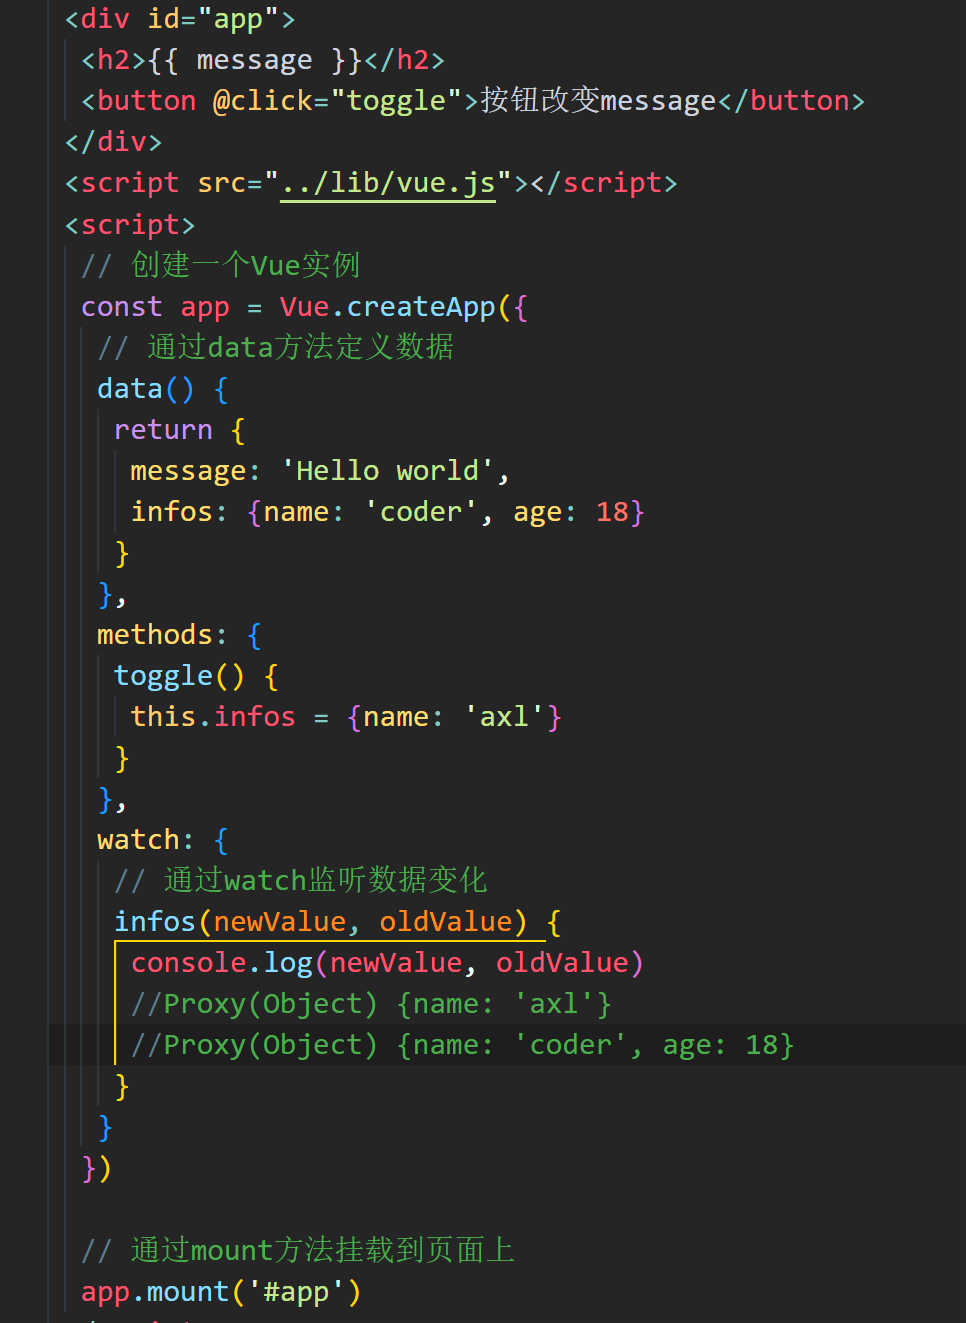 <div id="app">
<h2>{{ message }}</h2>
<button @click="toggle">按钮改变message</button>
</div>
<script src="../lib/vue.js"></script>
<script>
// 创建一个Vue实例
const app = Vue.createApp({
// 通过data方法定义数据
data() {
return {
message: 'Hello world',
infos: {name: 'coder', age: 18}
}
},
methods: {
toggle() {
this.infos = {name: 'axl'}
}
},
watch: {
// 通过watch监听数据变化
infos(newValue, oldValue) {
console.log(newValue, oldValue)
//Proxy(Object) {name: 'axl'}
//Proxy(Object) {name: 'coder', age: 18}
}
}
})
// 通过mount方法挂载到页面上
app.mount('#app')